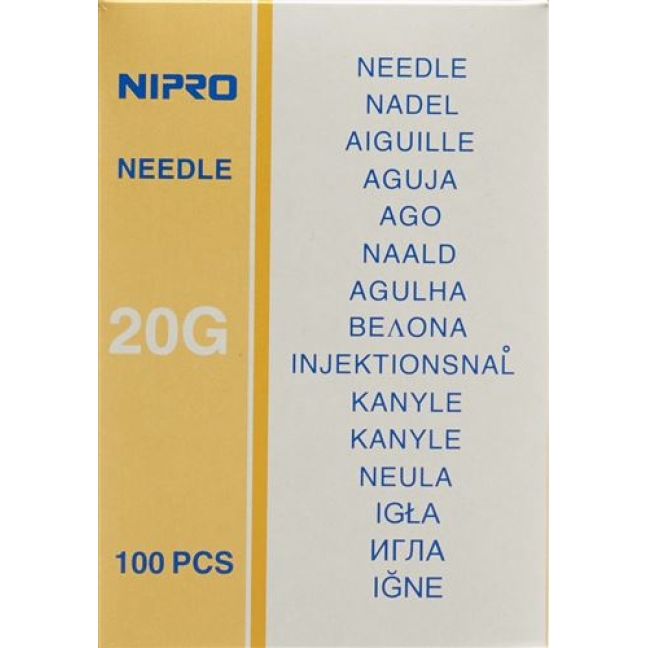 NIPRO
NEEDLE
20G
100 PCS
NEEDLE
NADEL
AIGUILLE
AGUJA
AGO
NAALD
AGULHA
ΒΕΛΟΝΑ
INJEKTIONSNAL̊
KANYLE
KANYLE
NEULA
IGŁA
ИГЛА
IĞNE